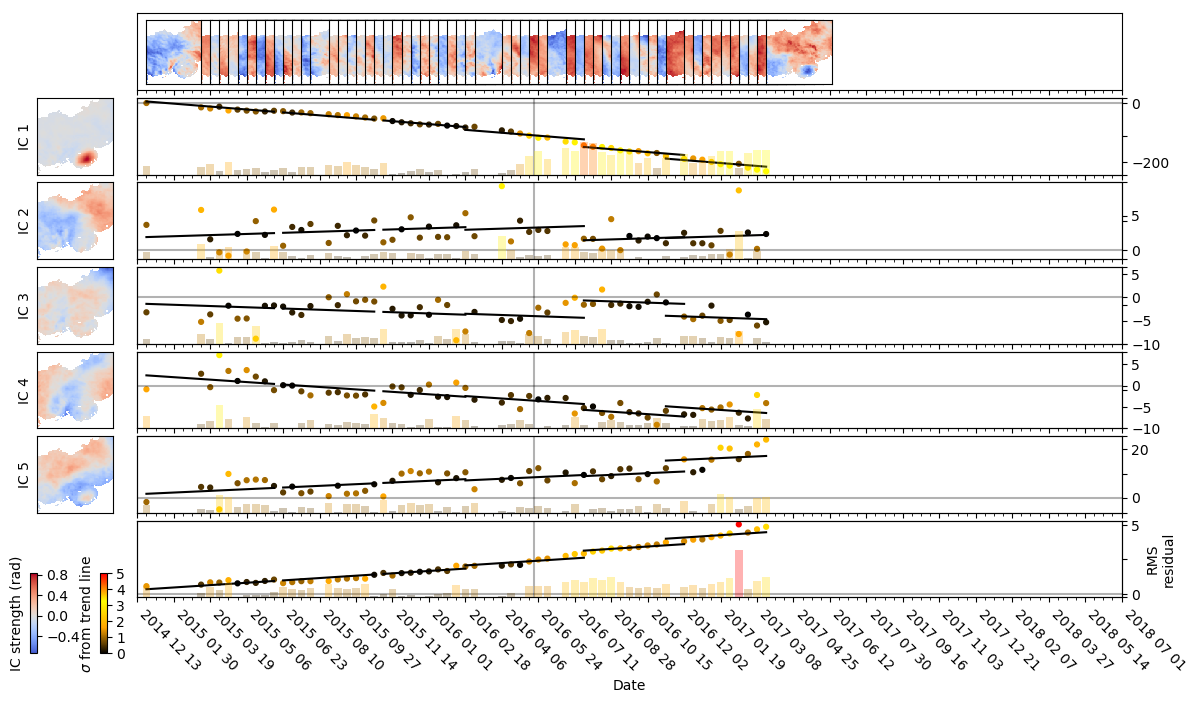 IC 1
0
−200
IC 2
5
0
IC 3
5
0
−5
−10
IC 4
5
0
−5
−10
IC 5
20
0
5
0
RMS
residual
IC strength (rad)
0.8
0.4
0.0
−0.4
σ from trend line
5
4
3
2
1
0
2014 12 13
2015 01 30
2015 03 19
2015 05 06
2015 06 23
2015 08 10
2015 09 27
2015 11 14
2016 01 01
2016 02 18
2016 04 06
2016 05 24
2016 07 11
2016 08 28
2016 10 15
2016 12 02
2017 01 19
2017 03 08
2017 04 25
2017 06 12
2017 07 30
2017 09 16
2017 11 03
2017 12 21
2018 02 07
2018 03 27
2018 05 14
2018 07 01
Date